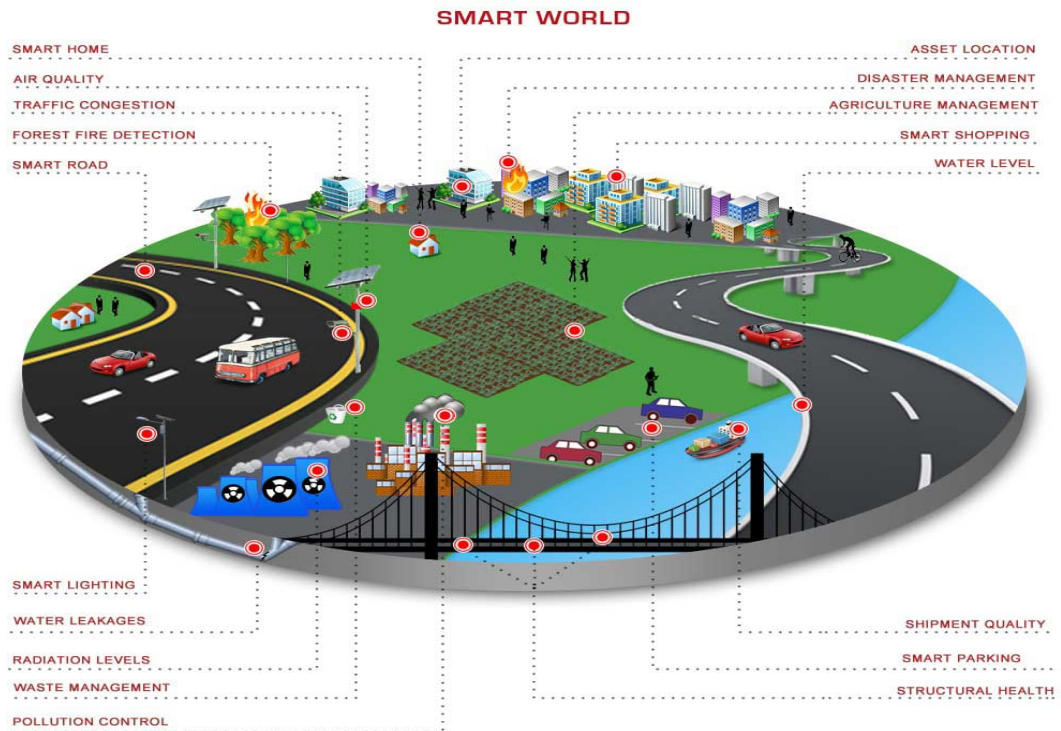 SMART WORLD
SMART HOME
AIR QUALITY
TRAFFIC CONGESTION
FOREST FIRE DETECTION
SMART ROAD
ASSET LOCATION
DISASTER MANAGEMENT
AGRICULTURE MANAGEMENT
SMART SHOPPING
WATER LEVEL
SMART LIGHTING
WATER LEAKAGES
RADIATION LEVELS
WASTE MANAGEMENT
POLLUTION CONTROL
SHIPMENT QUALITY
SMART PARKING
STRUCTURAL HEALTH